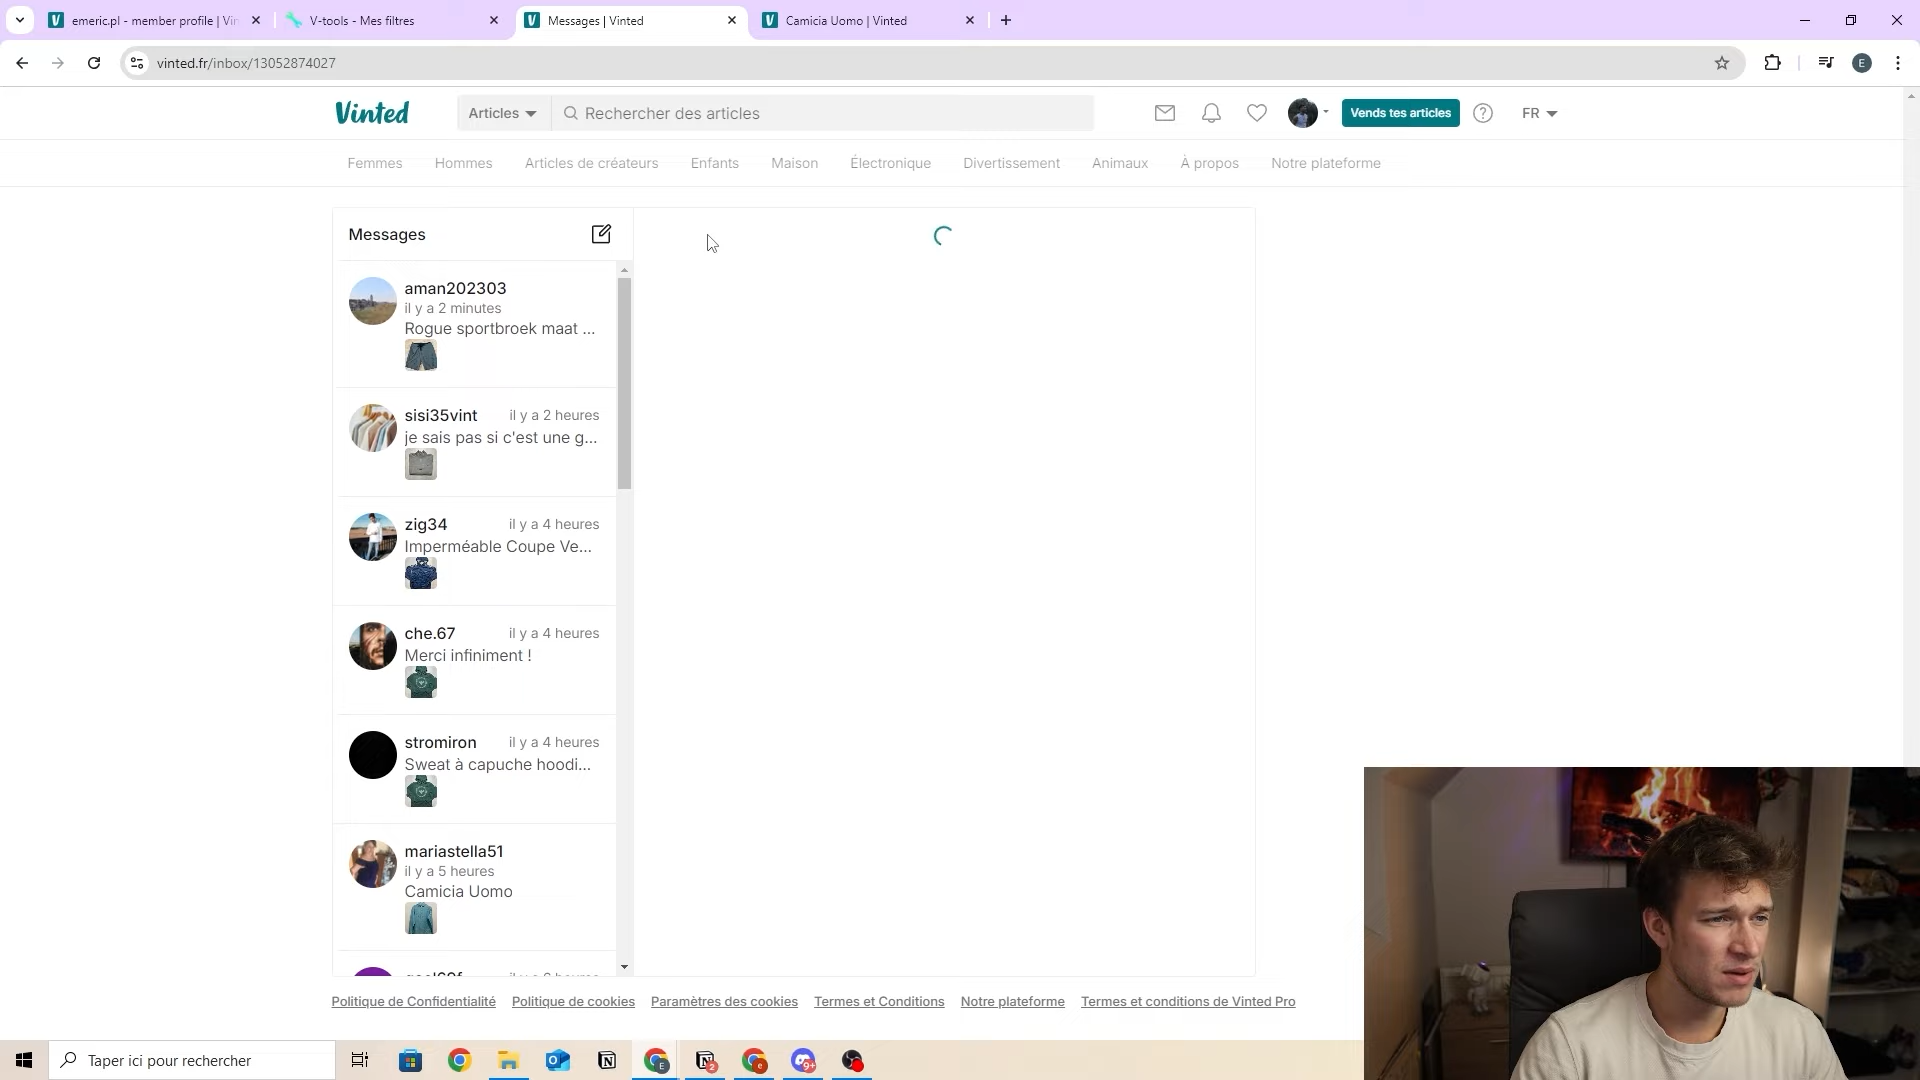 emeric.pl - member profile | Vin
V-tools - Mes filtres
Messages | Vinted
Camicia Uomo | Vinted
vinted.fr/inbox/13052874027
E
Vinted
Articles
Rechercher des articles
Vends tes articles
FR
Femmes
Hommes
Articles de créateurs
Enfants
Maison
Électronique
Divertissement
Animaux
À propos
Notre plateforme
Messages
aman202303
il y a 2 minutes
Rogue sportbroek maat ...
sisi35vint il y a 2 heures
je sais pas si c'est une g...
zig34 il y a 4 heures
Imperméable Coupe Ve...
che.67 il y a 4 heures
Merci infiniment !
stromiron il y a 4 heures
Sweat à capuche hoodi...
mariastella51
il y a 5 heures
Camicia Uomo
Politique de Confidentialité
Politique de cookies
Paramètres des cookies
Termes et Conditions
Notre plateforme
Termes et conditions de Vinted Pro
Taper ici pour rechercher